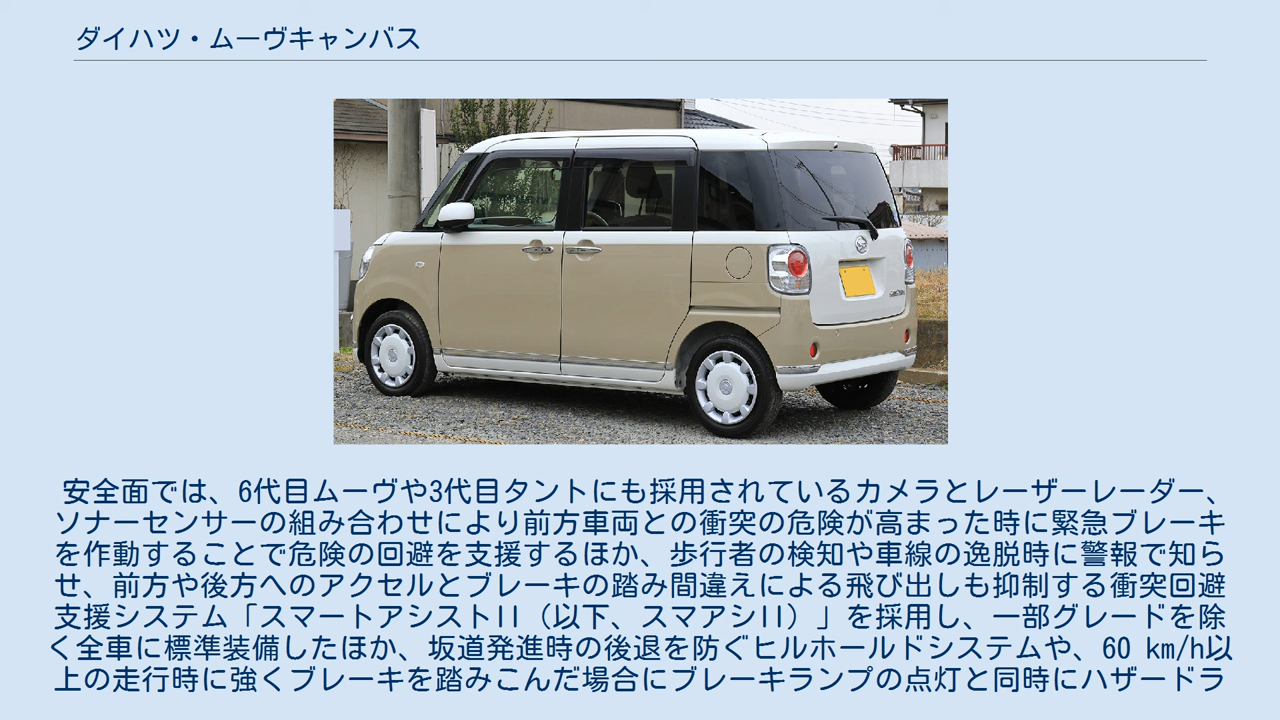 ダイハツ・ムーヴキャンバス
安全面では、6代目ムーヴや3代目タントにも採用されているカメラとレーザーレーダー、
ソナーセンサーの組み合わせにより前方車両との衝突の危険が高まった時に緊急ブレーキ
を作動することで危険の回避を支援するほか、歩行者の検知や車線の逸脱時に警報で知ら
せ、前方や後方へのアクセルとブレーキの踏み間違えによる飛び出しも抑制する衝突回避
支援システム「スマートアシストII（以下、スマアシII）」を採用し、一部グレードを除
く全車に標準装備したほか、坂道発進時の後退を防ぐヒルホールドシステムや、60 km/h以
上の走行時に強くブレーキを踏みこんだ場合にブレーキランプの点灯と同時にハザードラ